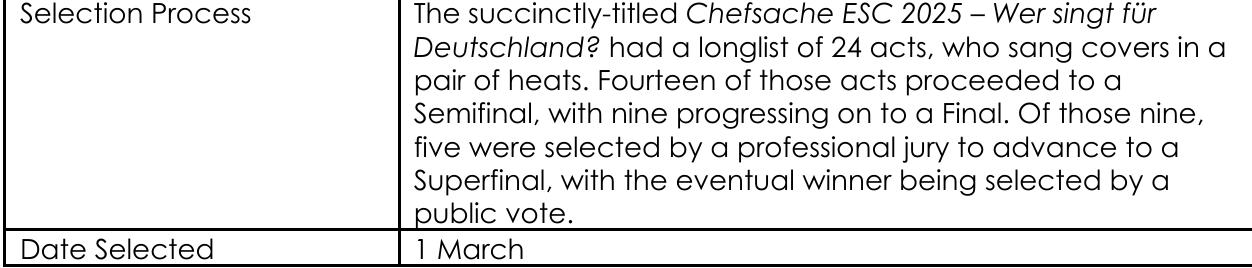 Selection Process
The succinctly-titled Chefsache ESC 2025 – Wer singt für
Deutschland? had a longlist of 24 acts, who sang covers in a
pair of heats. Fourteen of those acts proceeded to a
Semifinal, with nine progressing on to a Final. Of those nine,
five were selected by a professional jury to advance to a
Superfinal, with the eventual winner being selected by a
public vote.
Date Selected
1 March